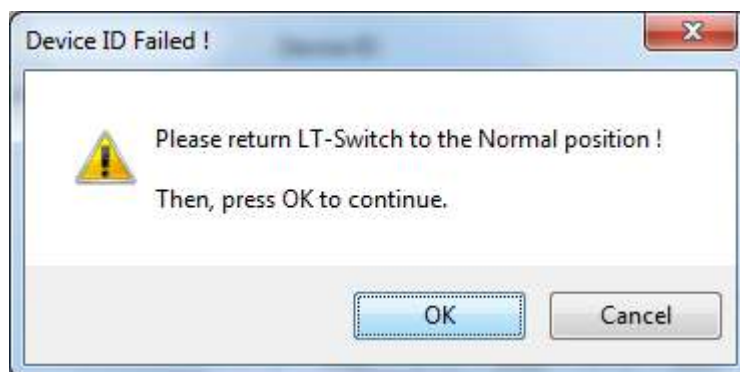 Device ID Failed !
Please return LT-Switch to the Normal position !
Then, press OK to continue.
OK
Cancel